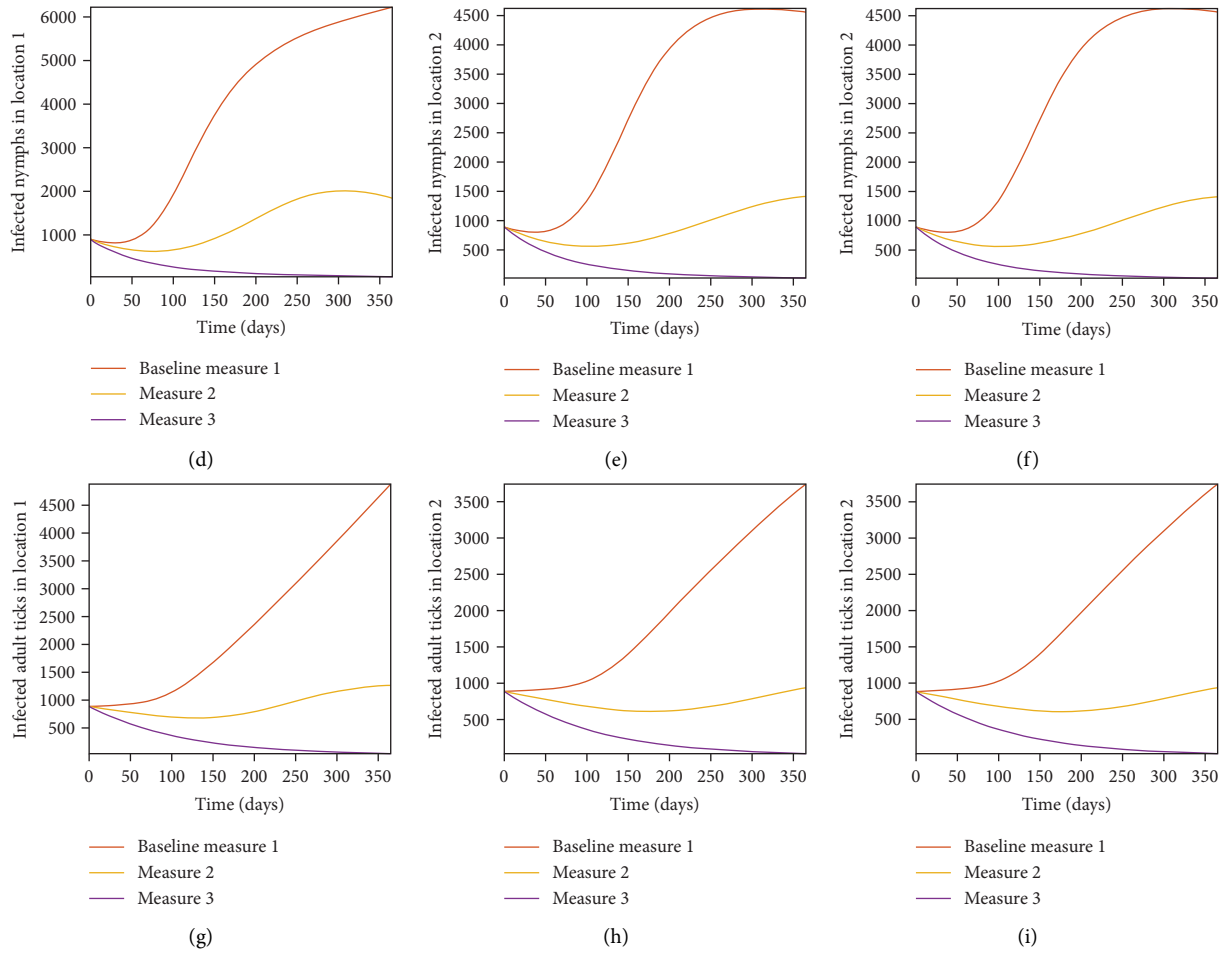 Infected nymphs in location 1
6000
5000
4000
3000
2000
1000
0 50 100 150 200 250 300 350
Time (days)
Baseline measure 1
Measure 2
Measure 3
(d)
Infected nymphs in location 2
4500
4000
3500
3000
2500
2000
1500
1000
500
0 50 100 150 200 250 300 350
Time (days)
Baseline measure 1
Measure 2
Measure 3
(e)
Infected nymphs in location 2
4500
4000
3500
3000
2500
2000
1500
1000
500
0 50 100 150 200 250 300 350
Time (days)
Baseline measure 1
Measure 2
Measure 3
(f)
Infected adult ticks in location 1
4500
4000
3500
3000
2500
2000
1500
1000
500
0 50 100 150 200 250 300 350
Time (days)
Baseline measure 1
Measure 2
Measure 3
(g)
Infected adult ticks in location 2
3500
3000
2500
2000
1500
1000
500
0 50 100 150 200 250 300 350
Time (days)
Baseline measure 1
Measure 2
Measure 3
(h)
Infected adult ticks in location 2
3500
3000
2500
2000
1500
1000
500
0 50 100 150 200 250 300 350
Time (days)
Baseline measure 1
Measure 2
Measure 3
(i)